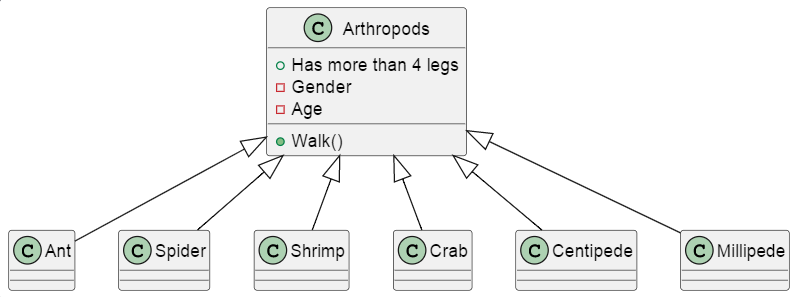 C Arthropods
Has more than 4 legs
Gender
Age
Walk()
C Ant
C Spider
C Shrimp
C Crab
C Centipede
C Millipede